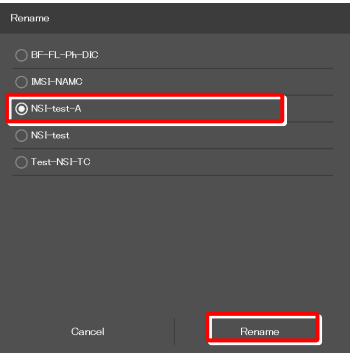 Rename
BF-FL-Ph-DIC
IMSI-NAMC
NSI-test-A
NSI-test
Test-NSI-TC
Cancel
Rename